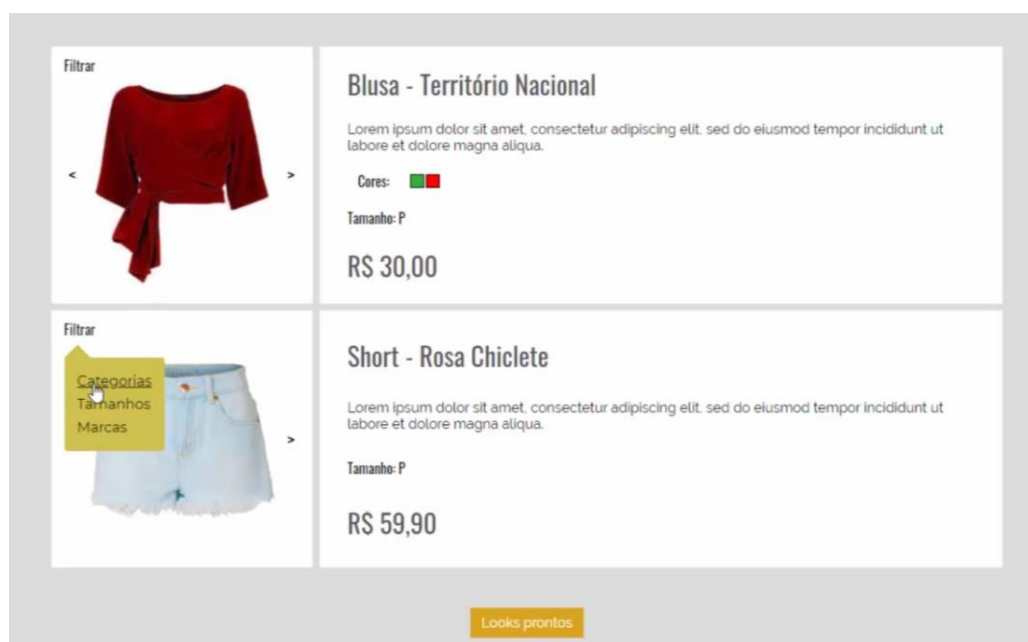 Filtrar
Blusa - Território Nacional
Lorem ipsum dolor sit amet, consectetur adipiscing elit, sed do eiusmod tempor incididunt ut
labore et dolore magna aliqua.
<
>
Cores:
Tamanho: P
R$ 30,00
Filtrar
Categorias
Tamanhos
Marcas
>
Short - Rosa Chiclete
Lorem ipsum dolor sit amet, consectetur adipiscing elit, sed do eiusmod tempor incididunt ut
labore et dolore magna aliqua.
Tamanho: P
R$ 59,90
Looks prontos